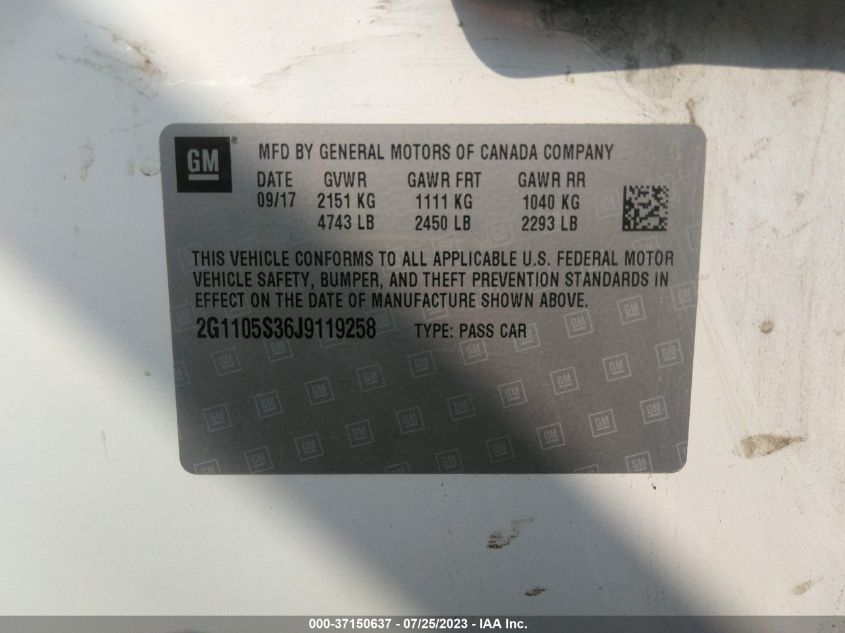 GM® MFD BY GENERAL MOTORS OF CANADA COMPANY
DATE GVWR GAWR FRT GAWR RR
09/17 2151 KG 1111 KG 1040 KG
4743 LB 2450 LB 2293 LB
THIS VEHICLE CONFORMS TO ALL APPLICABLE U.S. FEDERAL MOTOR
VEHICLE SAFETY, BUMPER, AND THEFT PREVENTION STANDARDS IN
EFFECT ON THE DATE OF MANUFACTURE SHOWN ABOVE.
2G1105S36J9119258 TYPE: PASS CAR
000-37150637 - 07/25/2023 - IAA Inc.